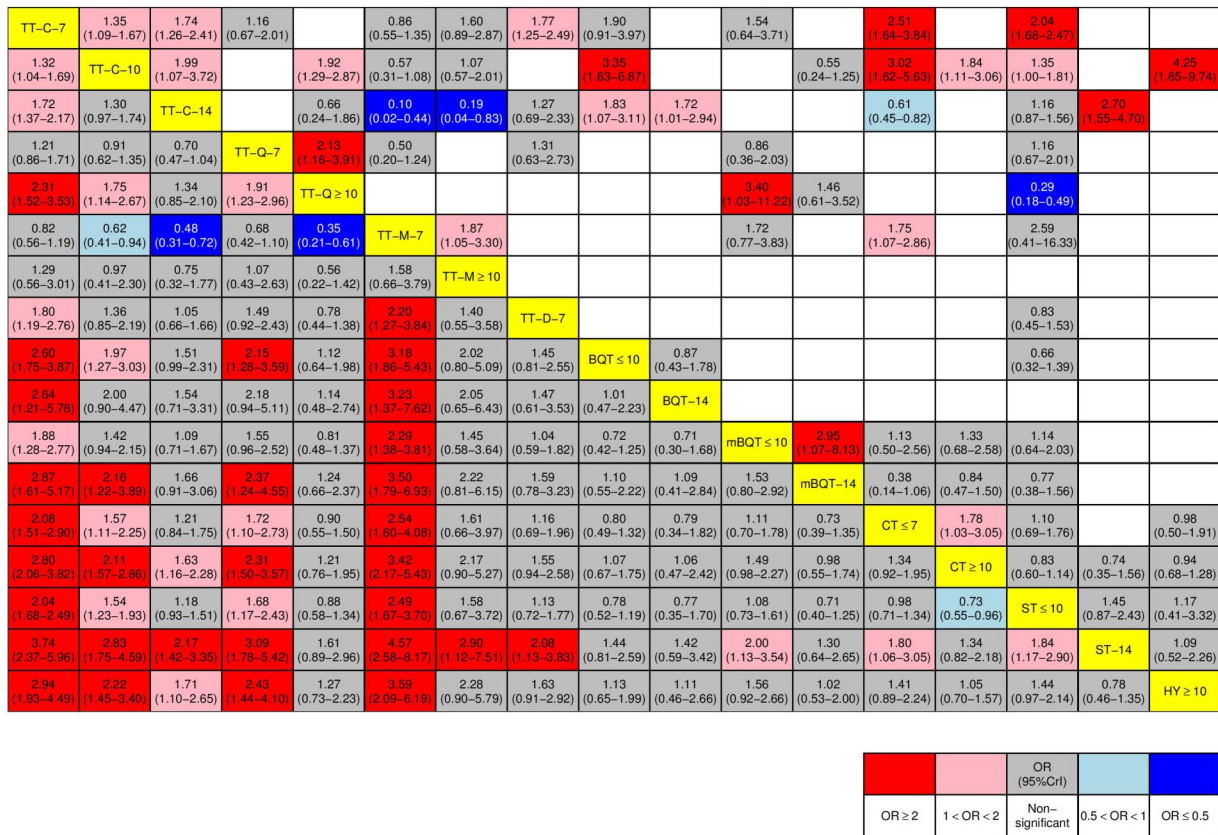 1.35 1.74 1.16 0.86 1.60 1.77 1.90 1.54 2.51 2.04
TT−C−7
(1.09−1.67) (1.26−2.41) (0.67−2.01) (0.55−1.35) (0.89−2.87) (1.25−2.49) (0.91−3.97) (0.64−3.71) (1.64−3.84) (1.68−2.47)
1.32 1.99 1.92 0.57 1.07 3.35 0.55 3.02 1.84 1.35 4.25
TT−C−10
(1.04−1.69) (1.07−3.72) (1.29−2.87) (0.31−1.08) (0.57−2.01) (1.63−6.87) (0.24−1.25) (1.62−5.63) (1.11−3.06) (1.00−1.81) (1.85−9.74)
1.72 1.30 0.66 0.10 0.19 1.27 1.83 1.72 0.61 1.16 2.70
TT−C−14
(1.37−2.17) (0.97−1.74) (0.24−1.86) (0.02−0.44) (0.04−0.83) (0.69−2.33) (1.07−3.11) (1.01−2.94) (0.45−0.82) (0.87−1.56) (1.55−4.70)
1.21 0.91 0.70 2.13 0.50 1.31 0.86 1.16
TT−Q−7
(0.86−1.71) (0.62−1.35) (0.47−1.04) (1.16−3.91) (0.20−1.24) (0.63−2.73) (0.36−2.03) (0.67−2.01)
2.31 1.75 1.34 1.91 3.40 1.46 0.29
TT−Q ≥ 10
(1.52−3.53) (1.14−2.67) (0.85−2.10) (1.23−2.96) (1.03−11.22) (0.61−3.52) (0.18−0.49)
0.82 0.62 0.48 0.68 0.35 1.87 1.72 1.75 2.59
TT−M−7
(0.56−1.19) (0.41−0.94) (0.31−0.72) (0.42−1.10) (0.21−0.61) (1.05−3.30) (0.77−3.83) (1.07−2.86) (0.41−16.33)
1.29 0.97 0.75 1.07 0.56 1.58
TT−M ≥ 10
(0.56−3.01) (0.41−2.30) (0.32−1.77) (0.43−2.63) (0.22−1.42) (0.66−3.79)
1.80 1.36 1.05 1.49 0.78 2.20 1.40 0.83
TT−D−7
(1.19−2.76) (0.85−2.19) (0.66−1.66) (0.92−2.43) (0.44−1.38) (1.27−3.84) (0.55−3.58) (0.45−1.53)
2.60 1.97 1.51 2.15 1.12 3.18 2.02 1.45 0.87 0.66
BQT ≤ 10
(1.75−3.87) (1.27−3.03) (0.99−2.31) (1.28−3.59) (0.64−1.98) (1.86−5.43) (0.80−5.09) (0.81−2.55) (0.43−1.78) (0.32−1.39)
2.64 2.00 1.54 2.18 1.14 3.23 2.05 1.47 1.01
BQT−14
(1.21−5.78) (0.90−4.47) (0.71−3.31) (0.94−5.11) (0.48−2.74) (1.37−7.62) (0.65−6.43) (0.61−3.53) (0.47−2.23)
1.88 1.42 1.09 1.55 0.81 2.29 1.45 1.04 0.72 0.71 2.95 1.13 1.33 1.14
mBQT ≤ 10
(1.28−2.77) (0.94−2.15) (0.71−1.67) (0.96−2.52) (0.48−1.37) (1.38−3.81) (0.58−3.64) (0.59−1.82) (0.42−1.25) (0.30−1.68) (1.07−8.13) (0.50−2.56) (0.68−2.58) (0.64−2.03)
2.87 2.16 1.66 2.37 1.24 3.50 2.22 1.59 1.10 1.09 1.53 0.38 0.84 0.77
mBQT−14
(1.61−5.17) (1.22−3.89) (0.91−3.06) (1.24−4.55) (0.66−2.37) (1.79−6.93) (0.81−6.15) (0.78−3.23) (0.55−2.22) (0.41−2.84) (0.80−2.92) (0.14−1.06) (0.47−1.50) (0.38−1.56)
2.08 1.57 1.21 1.72 0.90 2.54 1.61 1.16 0.80 0.79 1.11 0.73 1.78 1.10 0.98
CT ≤ 7
(1.51−2.90) (1.11−2.25) (0.84−1.75) (1.10−2.73) (0.55−1.50) (1.60−4.08) (0.66−3.97) (0.69−1.96) (0.49−1.32) (0.34−1.82) (0.70−1.78) (0.39−1.35) (1.03−3.05) (0.69−1.76) (0.50−1.91)
2.80 2.11 1.63 2.31 1.21 3.42 2.17 1.55 1.07 1.06 1.49 0.98 1.34 0.83 0.74 0.94
CT ≥ 10
(2.06−3.82) (1.57−2.86) (1.16−2.28) (1.50−3.57) (0.76−1.95) (2.17−5.43) (0.90−5.27) (0.94−2.58) (0.67−1.75) (0.47−2.42) (0.98−2.27) (0.55−1.74) (0.92−1.95) (0.60−1.14) (0.35−1.56) (0.68−1.28)
2.04 1.54 1.18 1.68 0.88 2.49 1.58 1.13 0.78 0.77 1.08 0.71 0.98 0.73 1.45 1.17
ST ≤ 10
(1.68−2.49) (1.23−1.93) (0.93−1.51) (1.17−2.43) (0.58−1.34) (1.67−3.70) (0.67−3.72) (0.72−1.77) (0.52−1.19) (0.35−1.70) (0.73−1.61) (0.40−1.25) (0.71−1.34) (0.55−0.96) (0.87−2.43) (0.41−3.32)
3.74 2.83 2.17 3.09 1.61 4.57 2.90 2.08 1.44 1.42 2.00 1.30 1.80 1.34 1.84 1.09
ST−14
(2.37−5.96) (1.75−4.59) (1.42−3.35) (1.78−5.42) (0.89−2.96) (2.58−8.17) (1.12−7.51) (1.13−3.83) (0.81−2.59) (0.59−3.42) (1.13−3.54) (0.64−2.65) (1.06−3.05) (0.82−2.18) (1.17−2.90) (0.52−2.26)
2.94 2.22 1.71 2.43 1.27 3.59 2.28 1.63 1.13 1.11 1.56 1.02 1.41 1.05 1.44 0.78
HY ≥ 10
(1.93−4.49) (1.45−3.40) (1.10−2.65) (1.44−4.10) (0.73−2.23) (2.09−6.19) (0.90−5.79) (0.91−2.92) (0.65−1.99) (0.46−2.66) (0.92−2.66) (0.53−2.00) (0.89−2.24) (0.70−1.57) (0.97−2.14) (0.46−1.35)
OR
(95%CrI)
OR ≥ 2 1 < OR < 2 Non−
significant 0.5 < OR < 1 OR ≤ 0.5